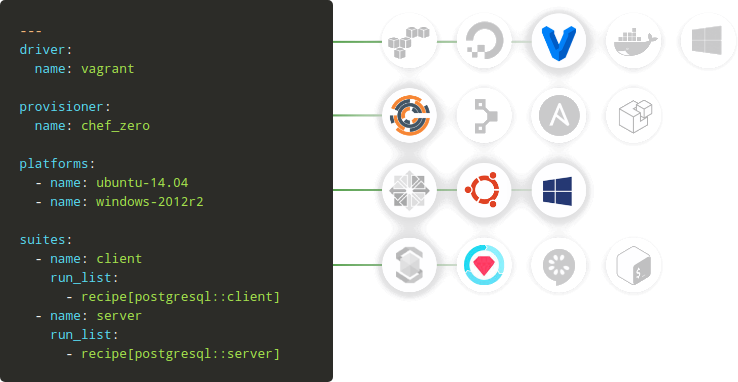 ---
driver:
  name: vagrant

provisioner:
  name: chef_zero

platforms:
  - name: ubuntu-14.04
  - name: windows-2012r2

suites:
  - name: client
    run_list:
      - recipe[postgresql::client]
  - name: server
    run_list:
      - recipe[postgresql::server]